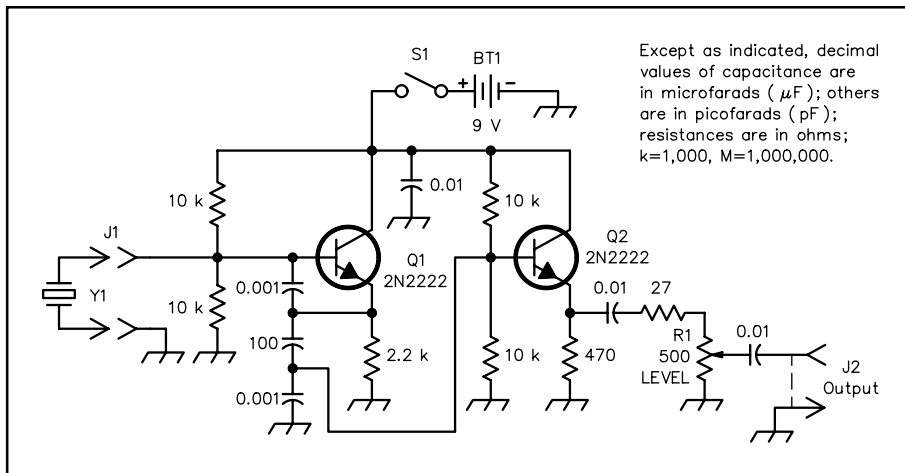 S1
BT1
+
-
9 V
Except as indicated, decimal
values of capacitance are
in microfarads ( μF); others
are in picofarads ( pF);
resistances are in ohms;
k=1,000, M=1,000,000.
10 k
0.01
10 k
J1
Q1
2N2222
Q2
2N2222
Y1
0.001
10 k
0.01
27
100
2.2 k
10 k
470
R1
500
LEVEL
0.01
J2
Output
0.001